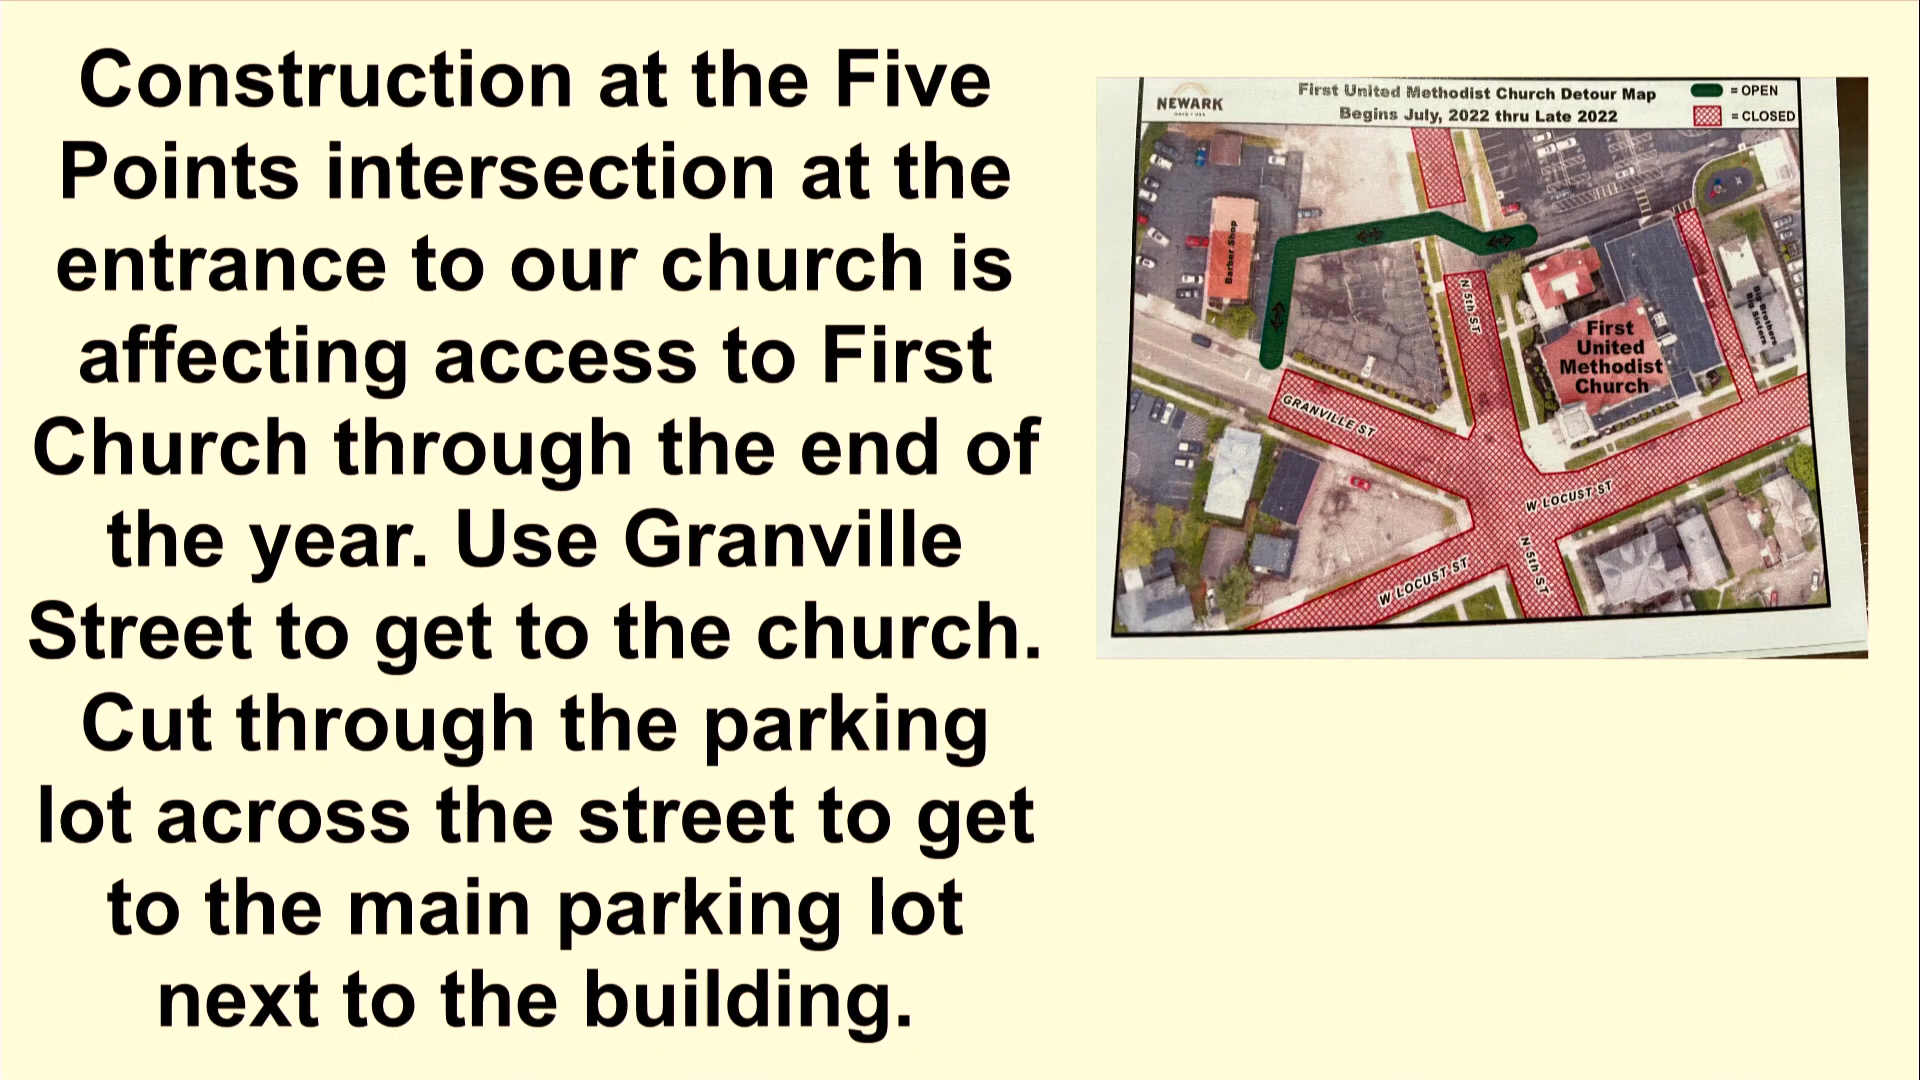 Construction at the Five
Points intersection at the
entrance to our church is
affecting access to First
Church through the end of
the year. Use Granville
Street to get to the church.
Cut through the parking
lot across the street to get
to the main parking lot
next to the building.
NEWARK
First United Methodist Church Detour Map
Begins July, 2022 thru Late 2022
= OPEN
= CLOSED
Barber Shop
N 5th ST
First
United
Methodist
Church
Big Brothers
Big Sisters
GRANVILLE ST
W LOCUST ST
W LOCUST ST
N 5th ST